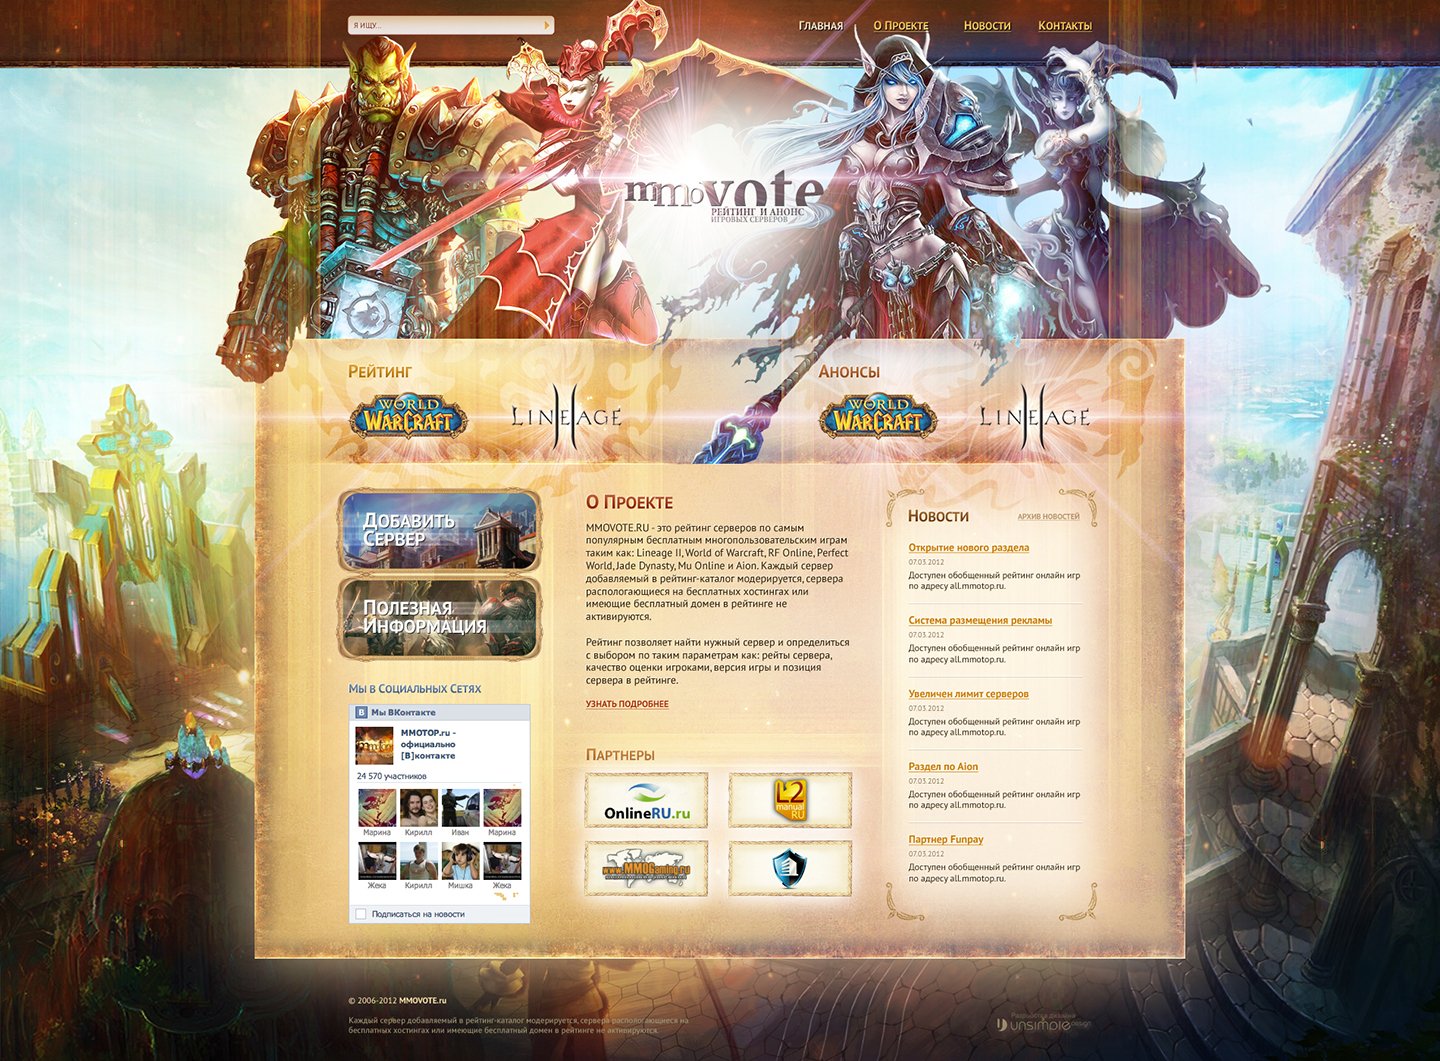 Я ИЩУ...
Главная
О Проекте
Новости
Контакты
mmovote
РЕЙТИНГ И АНОНС
ИГРОВЫХ СЕРВЕРОВ
Рейтинг
WORLD
WARCRAFT
LINEAGE
II
Анонсы
WORLD
WARCRAFT
LINEAGE
II
Добавить
Сервер
Полезная
Информация
Мы в Социальных Сетях
В Мы ВКонтакте
MMOTOP.ru -
официально
[В]контакте
24 570 участников
Марина
Кирилл
Иван
Марина
Жека
Кирилл
Мишка
Жека
Подписаться на новости
О Проекте
MMOVOTE.RU - это рейтинг серверов по самым
популярным бесплатным многопользовательским играм
таким как: Lineage II, World of Warcraft, RF Online, Perfect
World, Jade Dynasty, Mu Online и Aion. Каждый сервер
добавляемый в рейтинг-каталог модерируется, сервера
распологающиеся на бесплатных хостингах или
имеющие бесплатный домен в рейтинге не
активируются.
Рейтинг позволяет найти нужный сервер и определиться
с выбором по таким параметрам как: рейты сервера,
качество оценки игроками, версия игры и позиция
сервера в рейтинге.
УЗНАТЬ ПОДРОБНЕЕ
Партнеры
OnlineRU.ru
L2
manual
RU
www.MMOGaming.ru
Новости
АРХИВ НОВОСТЕЙ
Открытие нового раздела
07.03.2012
Доступен обобщенный рейтинг онлайн игр
по адресу all.mmotop.ru.
Система размещения рекламы
07.03.2012
Доступен обобщенный рейтинг онлайн игр
по адресу all.mmotop.ru.
Увеличен лимит серверов
07.03.2012
Доступен обобщенный рейтинг онлайн игр
по адресу all.mmotop.ru.
Раздел по Aion
07.03.2012
Доступен обобщенный рейтинг онлайн игр
по адресу all.mmotop.ru.
Партнер Funpay
07.03.2012
Доступен обобщенный рейтинг онлайн игр
по адресу all.mmotop.ru.
© 2006-2012 MMOVOTE.ru
Каждый сервер добавляемый в рейтинг-каталог модерируется, сервера распологающиеся на
бесплатных хостингах или имеющие бесплатный домен в рейтинге не активируются.
Разработка дизайна
unsimple design